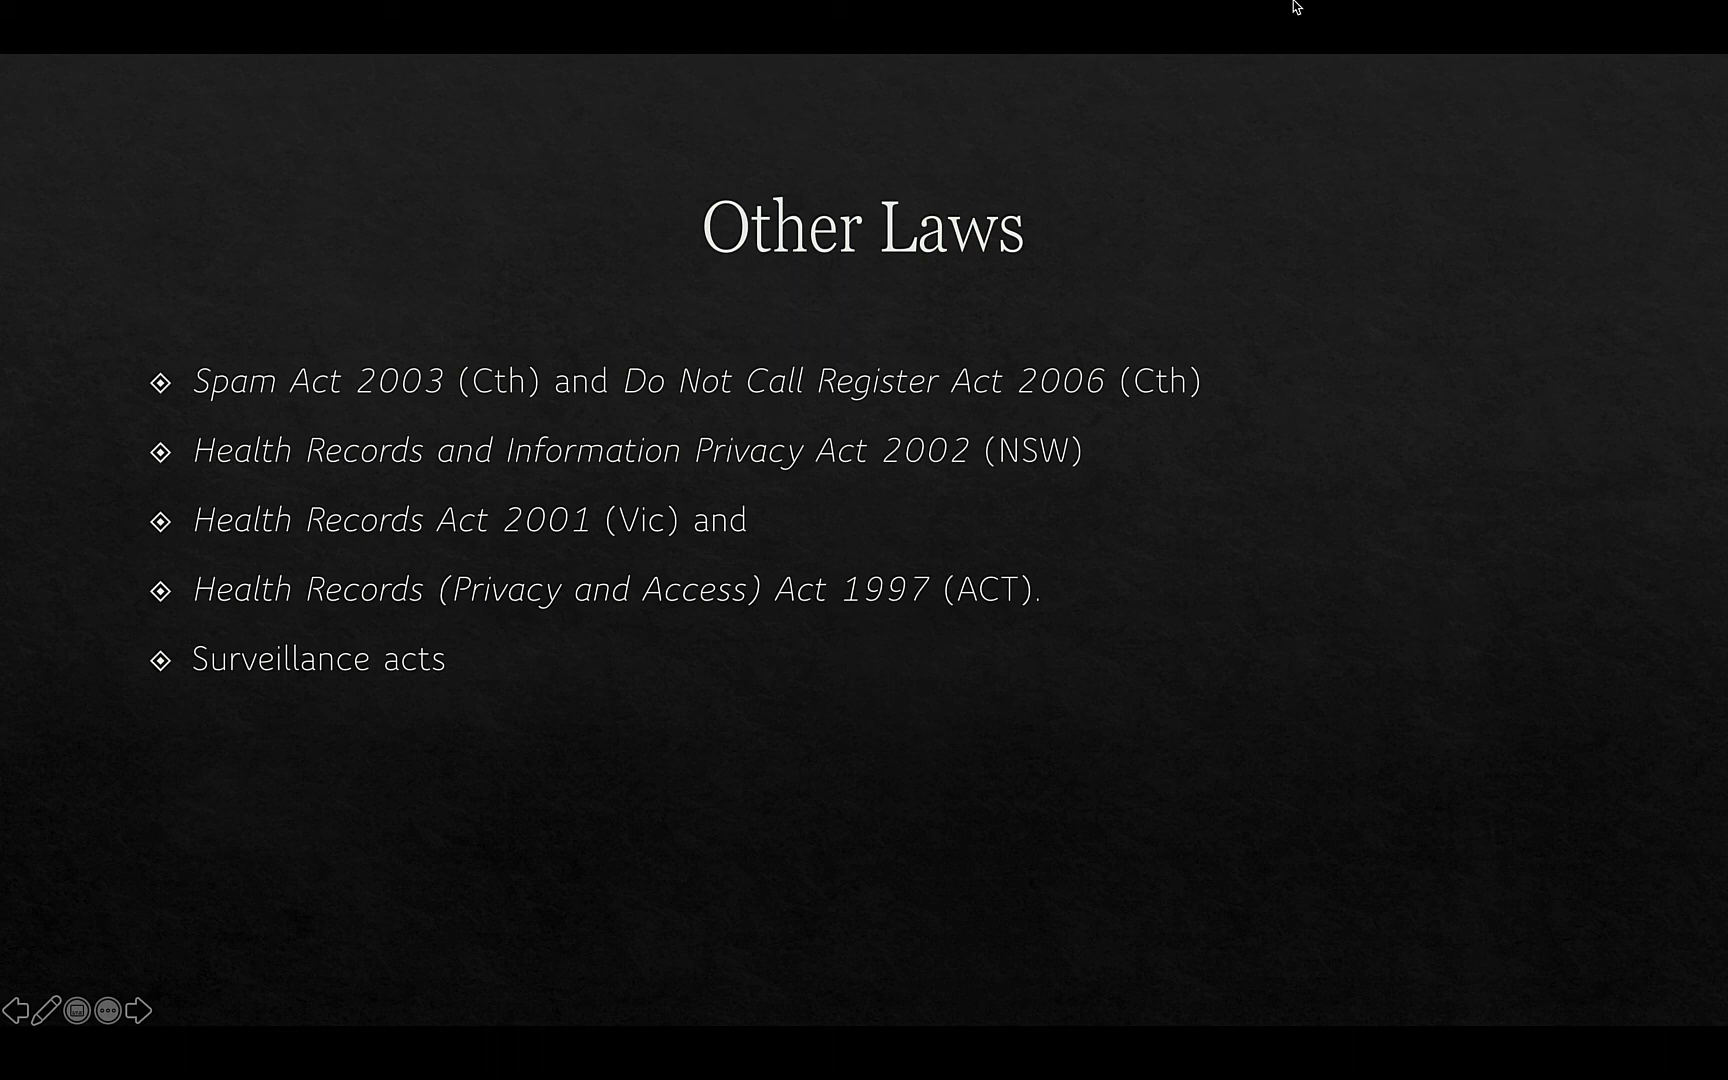 Other Laws
Spam Act 2003 (Cth) and Do Not Call Register Act 2006 (Cth)
Health Records and Information Privacy Act 2002 (NSW)
Health Records Act 2001 (Vic) and
Health Records (Privacy and Access) Act 1997 (ACT).
Surveillance acts